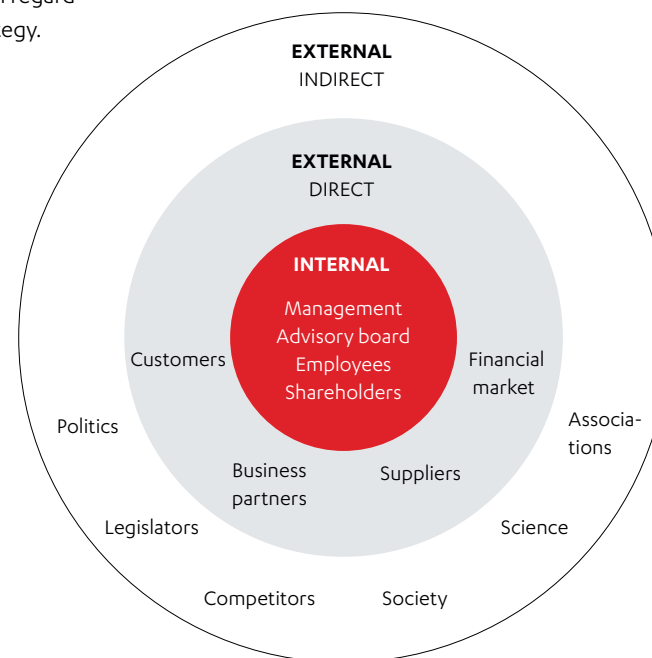 regard
tegy.
EXTERNAL
INDIRECT
EXTERNAL
DIRECT
INTERNAL
Management
Advisory board
Employees
Shareholders
Customers
Financial
market
Politics
Associa-
tions
Business
partners
Suppliers
Legislators
Science
Competitors
Society